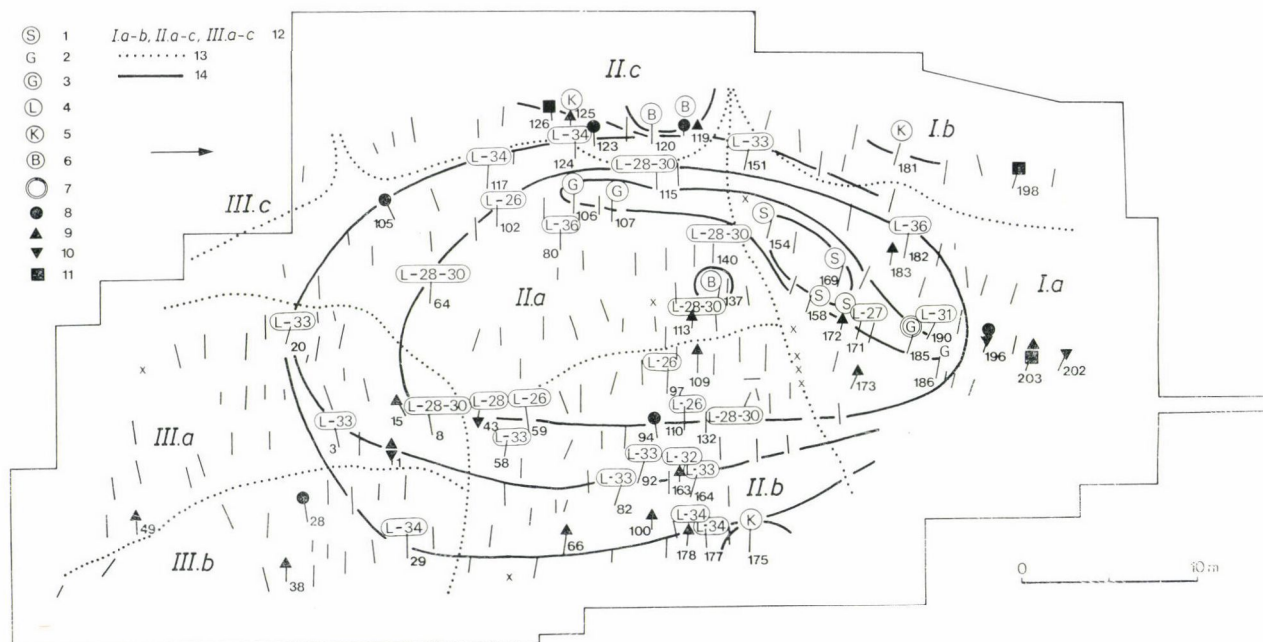 S 1
G 2
G 3
L 4
K 5
B 6
7
8
9
10
11
I.a-b, II.a-c, III.a-c 12
13
14
II.c
K
125
126
B
B
L-34
123
120
119
124
L-33
151
K
I.b
181
198
L-34
117
L-28-30
115
III.c
105
L-26
102
G
G
106
107
L-36
80
S
154
L-36
182
183
L-28-30
140
L-28-30
64
II.a
B
137
S
169
I.a
L-28-30
113
S
S
158
L-27
172
171
G
L-31
190
185
G
186
196
203
202
L-33
20
L-26
97
109
173
15
L-28-30
8
L-28
43
L-26
59
L-26
110
L-28-30
94
132
L-33
3
L-33
58
1
III.a
L-33
92
L-32
L-33
163
164
L-33
82
II.b
49
28
L-34
29
66
100
L-34
L-34
178
177
K
175
III.b
38
0 10 m